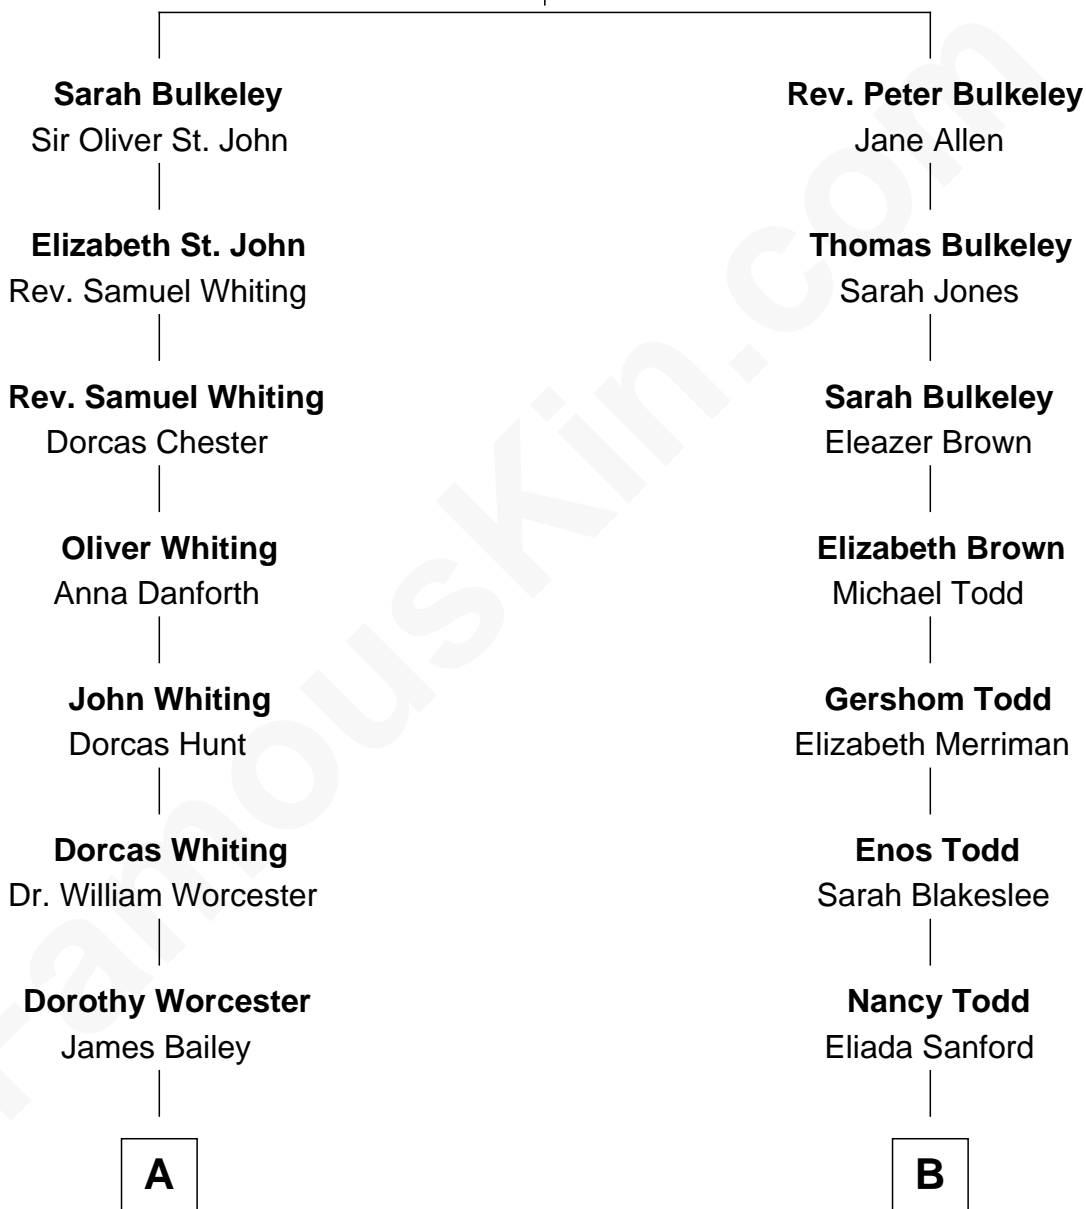 Sarah Bulkeley
Sir Oliver St. John
Elizabeth St. John
Rev. Samuel Whiting
Rev. Samuel Whiting
Dorcas Chester
Oliver Whiting
Anna Danforth
John Whiting
Dorcas Hunt
Dorcas Whiting
Dr. William Worcester
Dorothy Worcester
James Bailey
A
Rev. Peter Bulkeley
Jane Allen
Thomas Bulkeley
Sarah Jones
Sarah Bulkeley
Eleazer Brown
Elizabeth Brown
Michael Todd
Gershom Todd
Elizabeth Merriman
Enos Todd
Sarah Blakeslee
Nancy Todd
Eliada Sanford
B
FamousKin.com